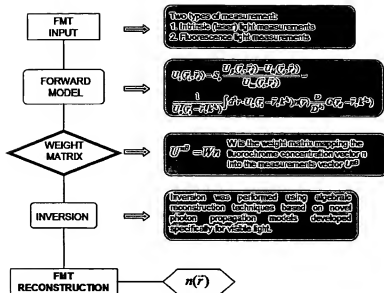 FMT
INPUT
Two types of measurement:
1. Intrinsic (laser) light measurements
2. Fluorescence light measurements
FORWARD
MODEL
WEIGHT
MATRIX
W is the weight matrix mapping the
fluorochrome concentration vector n
into the measurements vector
INVERSION
Inversion was performed using algebraic
reconstruction techniques based on novel
photon propagation models developed
specifically for visible light.
FMT
RECONSTRUCTION
n(r⃗)